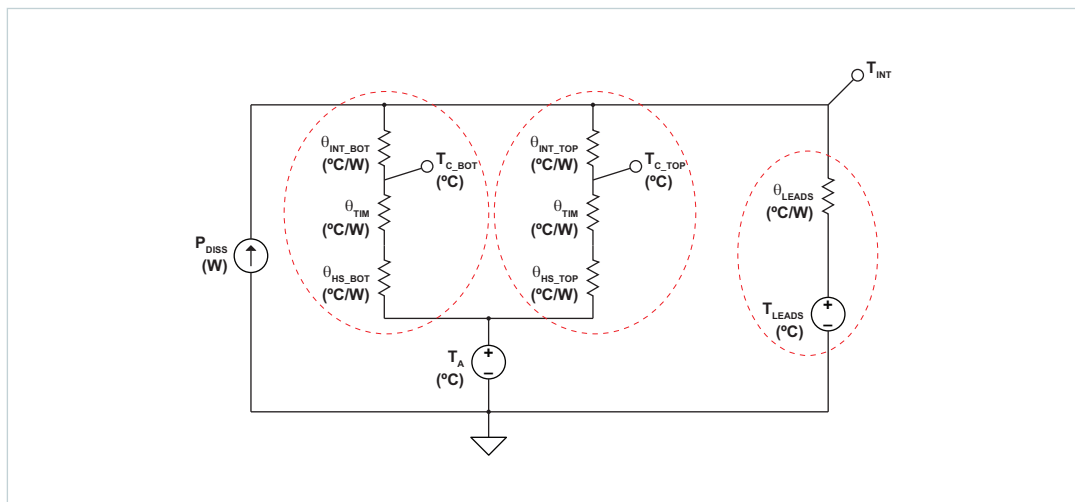 T_INT
θ_INT_BOT
(ºC/W)
T_C_BOT
(ºC)
θ_TIM
(ºC/W)
θ_HS_BOT
(ºC/W)
θ_INT_TOP
(ºC/W)
T_C_TOP
(ºC)
θ_TIM
(ºC/W)
θ_HS_TOP
(ºC/W)
θ_LEADS
(ºC/W)
P_DISS
(W)
T_LEADS
(ºC)
T_A
(ºC)